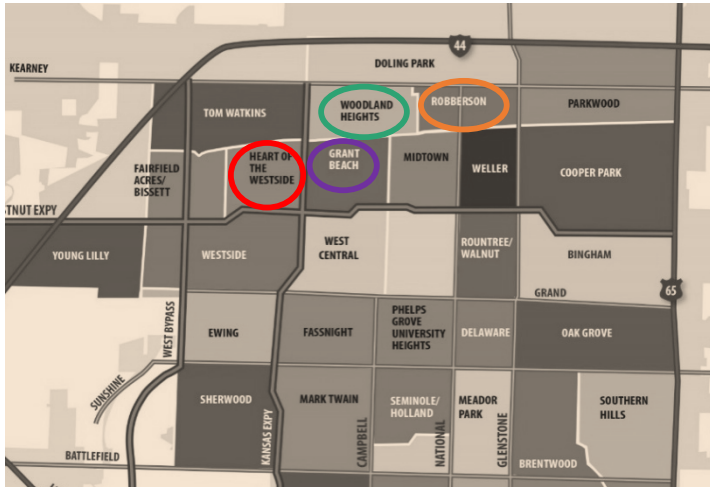 44
DOLING PARK
KEARNEY
WOODLAND
HEIGHTS
ROBBERSON
PARKWOOD
TOM WATKINS
HEART OF
THE
WESTSIDE
GRANT
BEACH
MIDTOWN
WELLER
COOPER PARK
FAIRFIELD
ACRES/
BISSETT
STNUT EXPY
YOUNG LILLY
WESTSIDE
WEST
CENTRAL
ROUNTREE/
WALNUT
BINGHAM
GRAND
65
WEST BYPASS
EWING
FASSNIGHT
PHELPS
GROVE
UNIVERSITY
HEIGHTS
DELAWARE
OAK GROVE
SUNSHINE
SHERWOOD
KANSAS EXPY
MARK TWAIN
CAMPBELL
SEMINOLE/
HOLLAND
NATIONAL
MEADOR
PARK
GLENSTONE
SOUTHERN
HILLS
BATTLEFIELD
BRENTWOOD